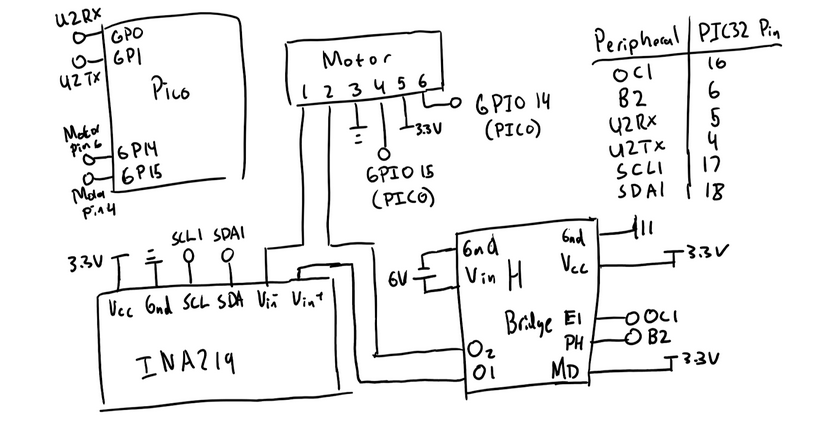 U2RX
GP0
GP1
U2TX
Pico
Motor
pin 6
GP14
GP15
Motor
pin 4
Motor
1 2 3 4 5 6
GPIO 14
(PICO)
3.3V
GPIO 15
(PICO)
Peripheral PIC32 Pin
OC1 16
B2 6
U2RX 5
U2TX 4
SCL1 17
SDA1 18
3.3V SCL1 SDA1
Vcc Gnd SCL SDA Vin- Vin+
INA219
6V
Gnd
Vin
H
Bridge
O2
O1
Gnd
Vcc
E1
PH
MD
3.3V
OC1
B2
3.3V